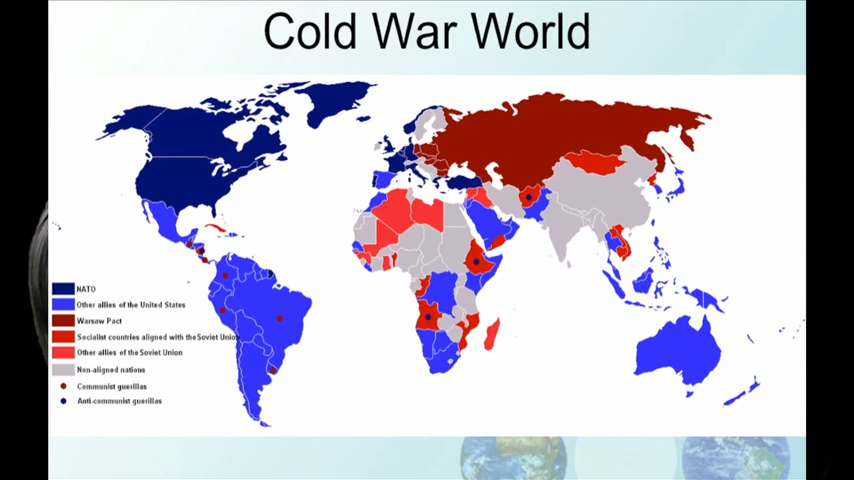 Cold War World
NATO
Other allies of the United States
Warsaw Pact
Socialist countries aligned with the Soviet Union
Other allies of the Soviet Union
Non-aligned nations
Communist guerillas
Anti-communist guerillas